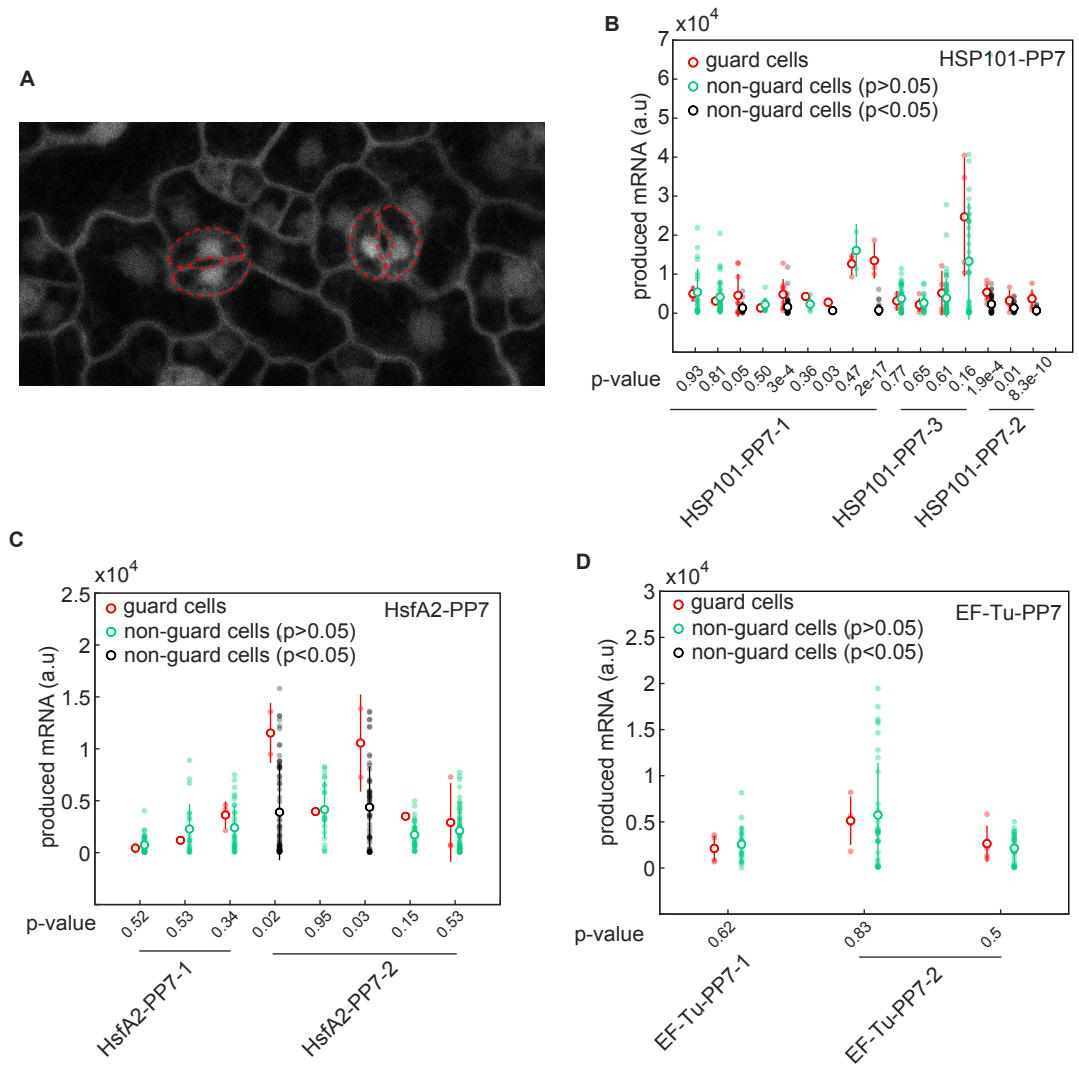 A
B
x10^4
HSP101-PP7
guard cells
non-guard cells (p>0.05)
non-guard cells (p<0.05)
produced mRNA (a.u)
7
6
5
4
3
2
1
0
p-value
0.93
0.81
0.05
0.50
3e-4
0.36
0.03
0.47
2e-17
0.77
0.65
0.61
0.16
1.9e-4
0.01
8.3e-10
HSP101-PP7-1
HSP101-PP7-3
HSP101-PP7-2
C
x10^4
HsfA2-PP7
guard cells
non-guard cells (p>0.05)
non-guard cells (p<0.05)
produced mRNA (a.u)
2.5
2
1.5
1
0.5
0
p-value
0.52
0.53
0.34
0.02
0.95
0.03
0.15
0.53
HsfA2-PP7-1
HsfA2-PP7-2
D
x10^4
EF-Tu-PP7
guard cells
non-guard cells (p>0.05)
non-guard cells (p<0.05)
produced mRNA (a.u)
3
2
2
1
0.5
0
p-value
0.62
0.83
0.5
EF-Tu-PP7-1
EF-Tu-PP7-2